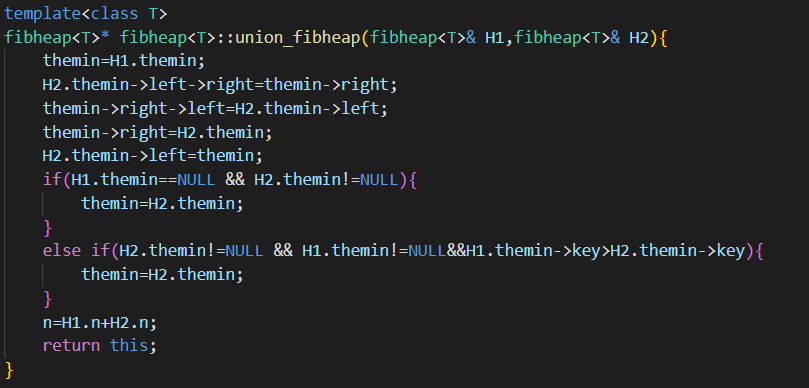 template<class T>
fibheap<T>* fibheap<T>::union_fibheap(fibheap<T>& H1,fibheap<T>& H2){
    themin=H1.themin;
    H2.themin->left->right=themin->right;
    themin->right->left=H2.themin->left;
    themin->right=H2.themin;
    H2.themin->left=themin;
    if(H1.themin==NULL && H2.themin!=NULL){
        themin=H2.themin;
    }
    else if(H2.themin!=NULL && H1.themin!=NULL&&H1.themin->key>H2.themin->key){
        themin=H2.themin;
    }
    n=H1.n+H2.n;
    return this;
}